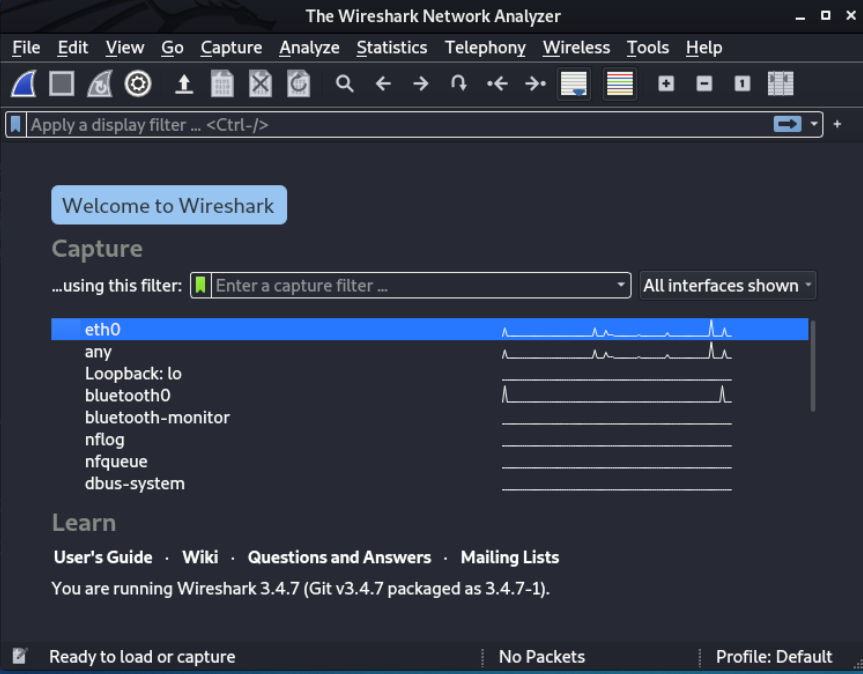 The Wireshark Network Analyzer
File Edit View Go Capture Analyze Statistics Telephony Wireless Tools Help
1
Apply a display filter … <Ctrl-/>
+
Welcome to Wireshark
Capture
…using this filter: Enter a capture filter … All interfaces shown
eth0
any
Loopback: lo
bluetooth0
bluetooth-monitor
nflog
nfqueue
dbus-system
Learn
User's Guide · Wiki · Questions and Answers · Mailing Lists
You are running Wireshark 3.4.7 (Git v3.4.7 packaged as 3.4.7-1).
Ready to load or capture No Packets Profile: Default